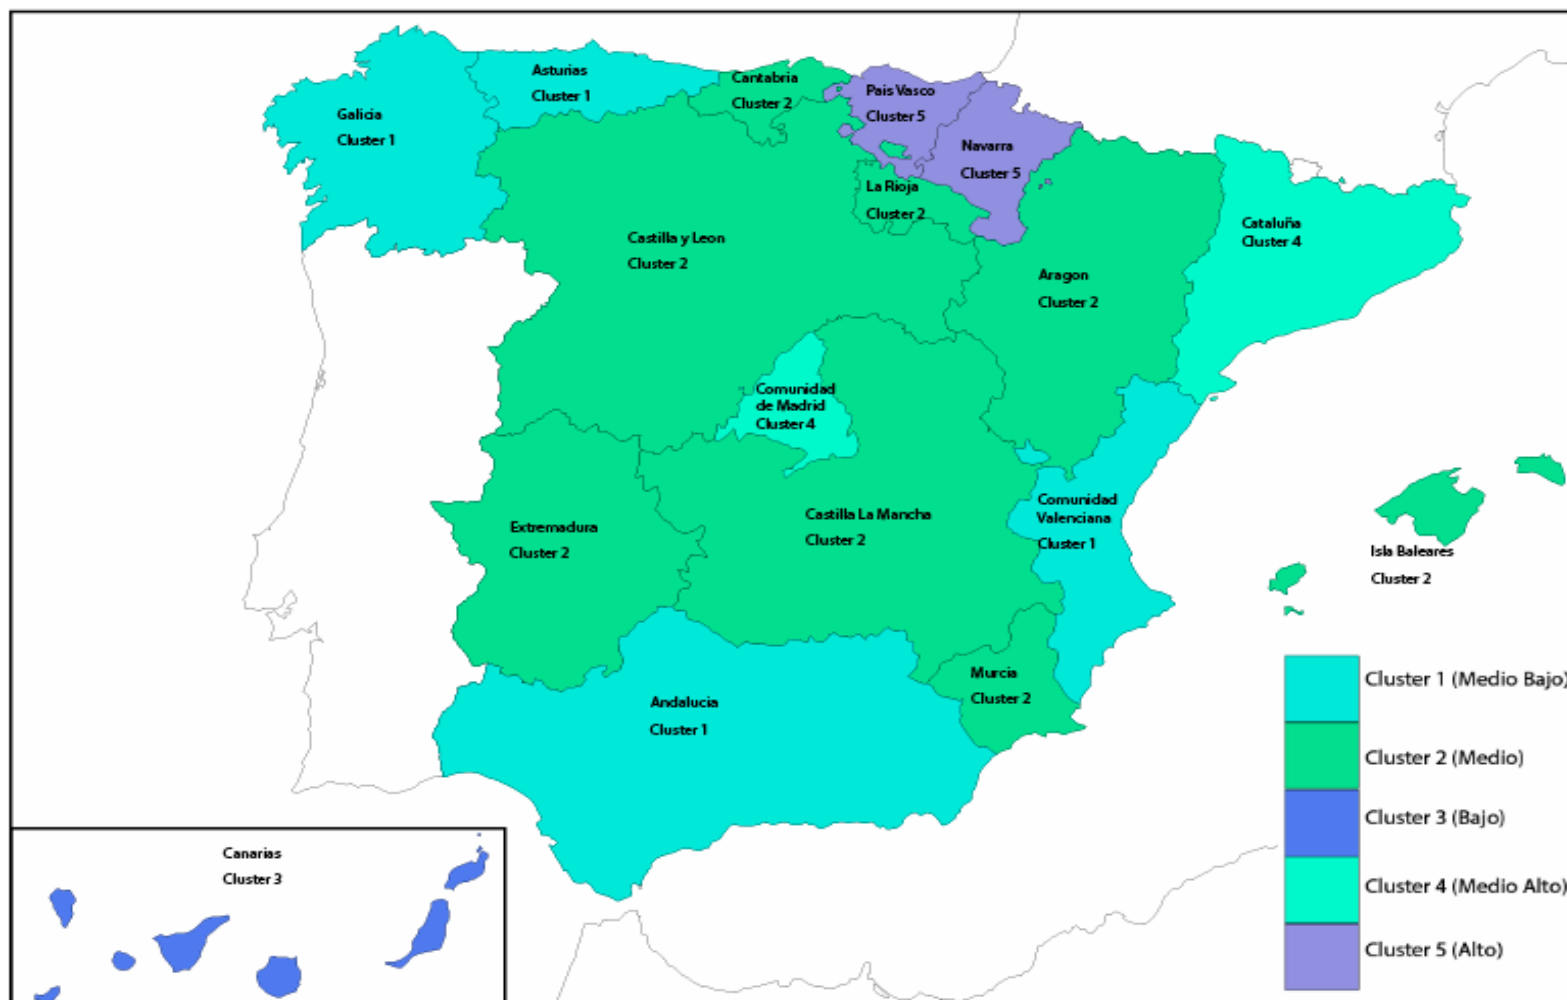 Asturias
Cluster 1
Cantabria
Cluster 2
Pais Vasco
Cluster 5
Galicia
Cluster 1
Navarra
Cluster 5
La Rioja
Cluster 2
Castilla y Leon
Cluster 2
Cataluña
Cluster 4
Aragon
Cluster 2
Comunidad
de Madrid
Cluster 4
Comunidad
Valenciana
Cluster 1
Extremadura
Cluster 2
Castilla La Mancha
Cluster 2
Isla Baleares
Cluster 2
Murcia
Cluster 2
Andalucia
Cluster 1
Canarias
Cluster 3
Cluster 1 (Medio Bajo)
Cluster 2 (Medio)
Cluster 3 (Bajo)
Cluster 4 (Medio Alto)
Cluster 5 (Alto)